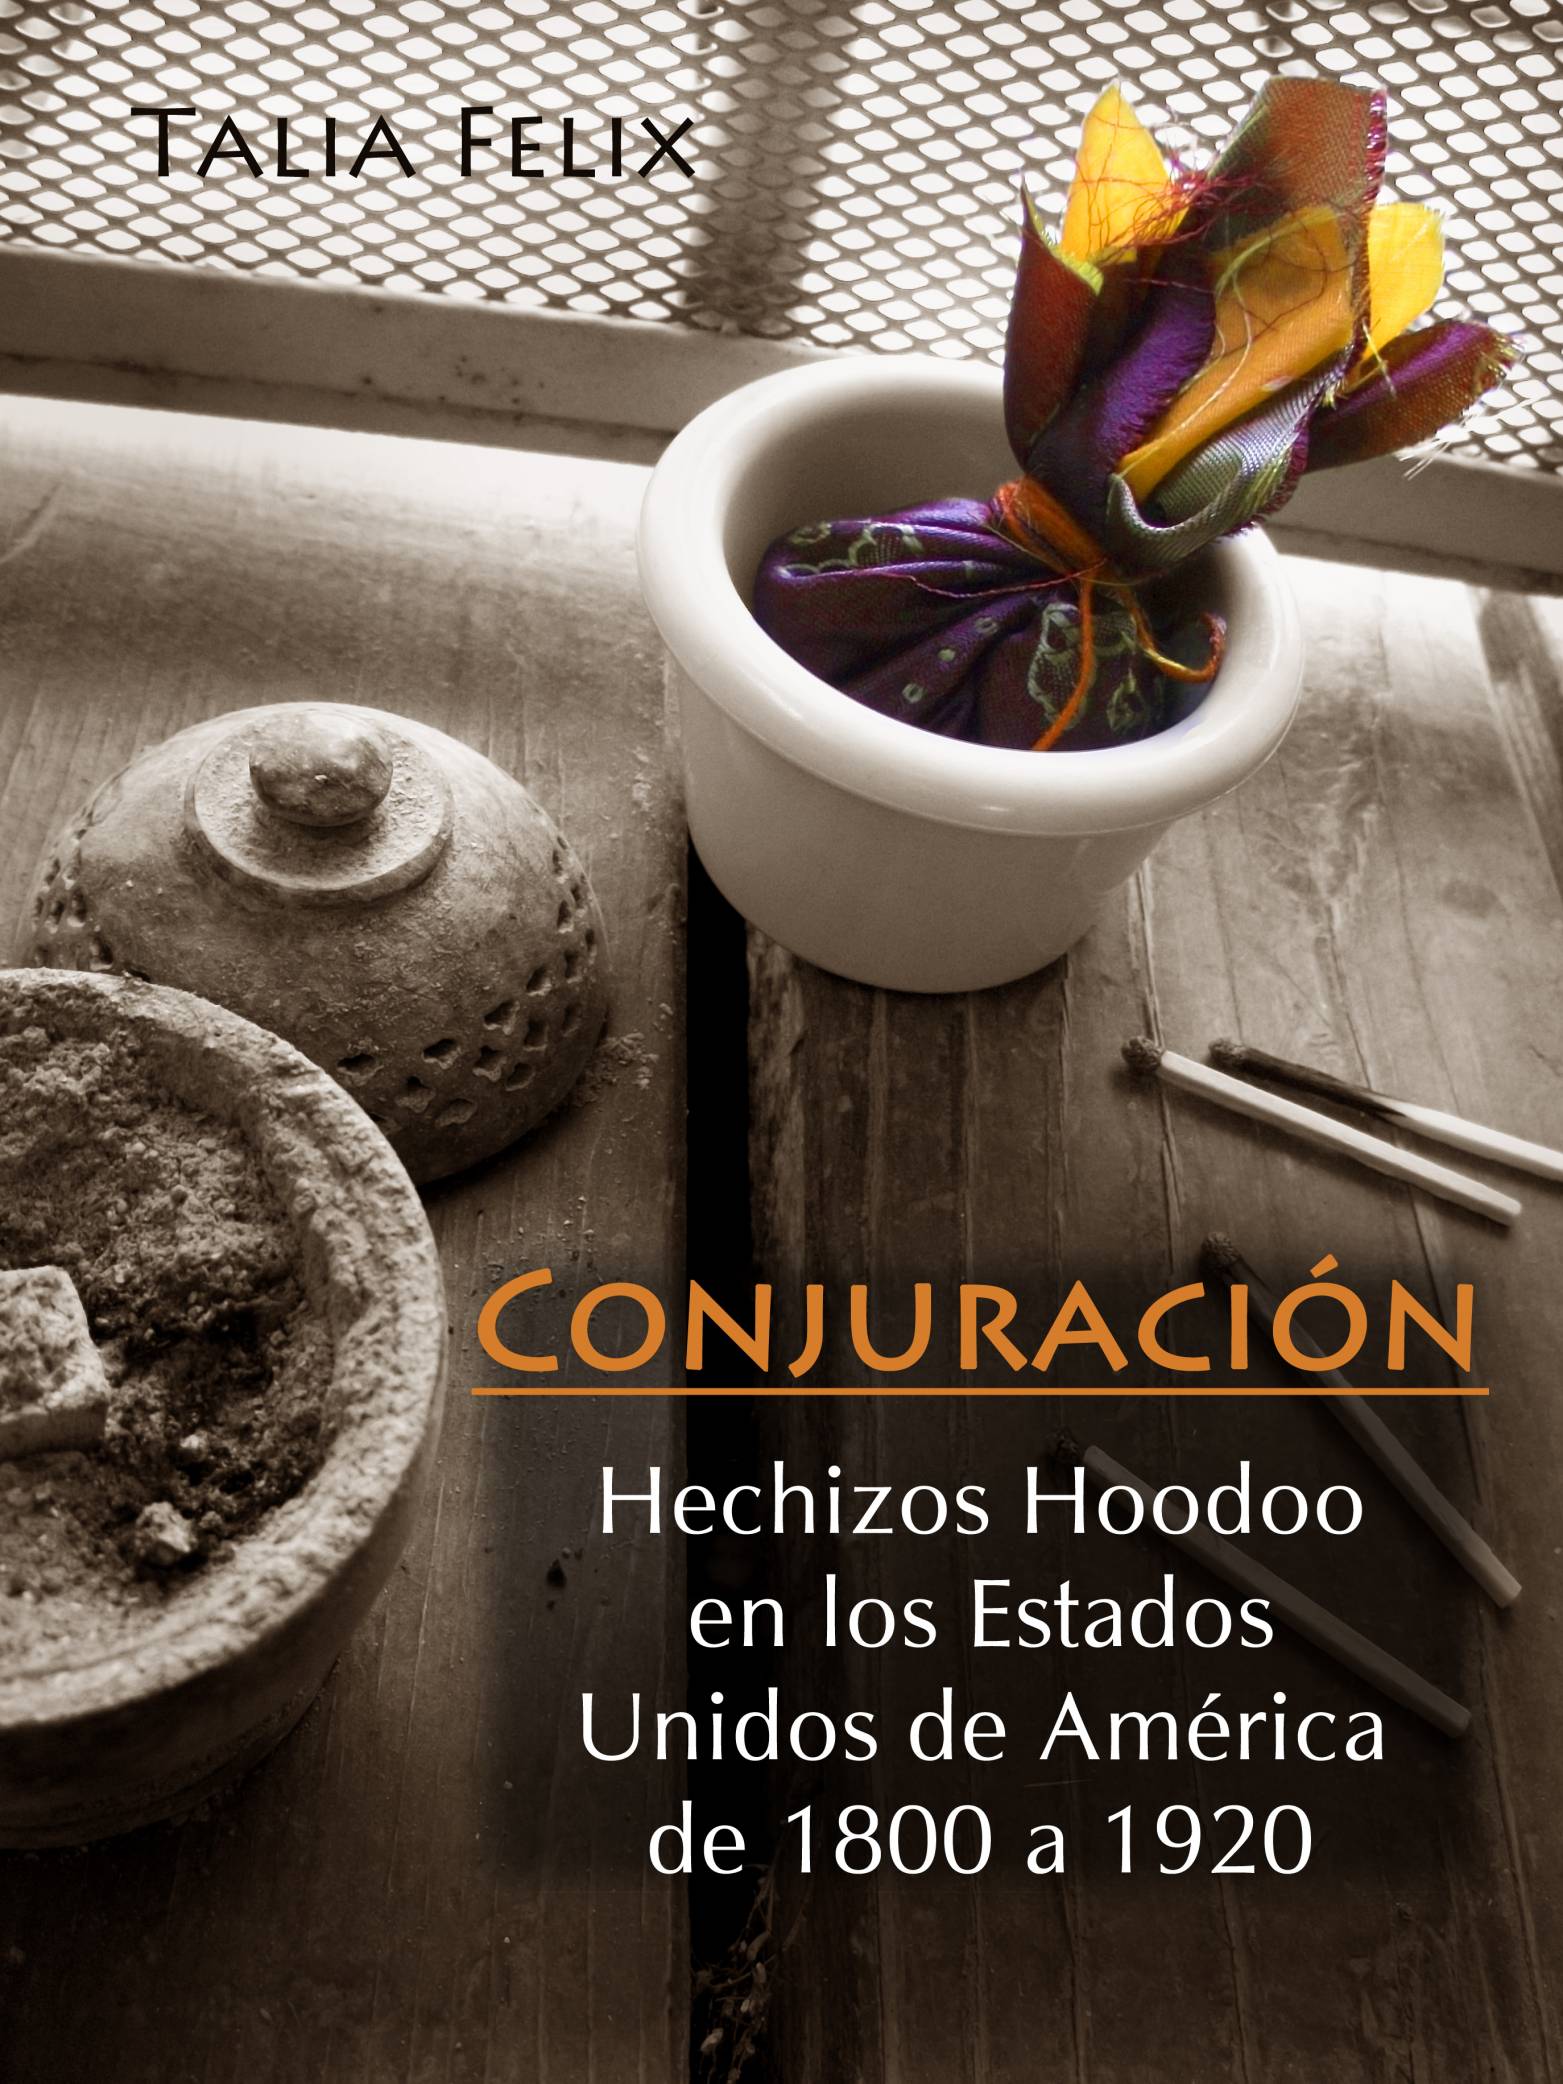 TALIA FELIX
CONJURACIÓN
Hechizos Hoodoo
en los Estados
Unidos de América
de 1800 a 1920